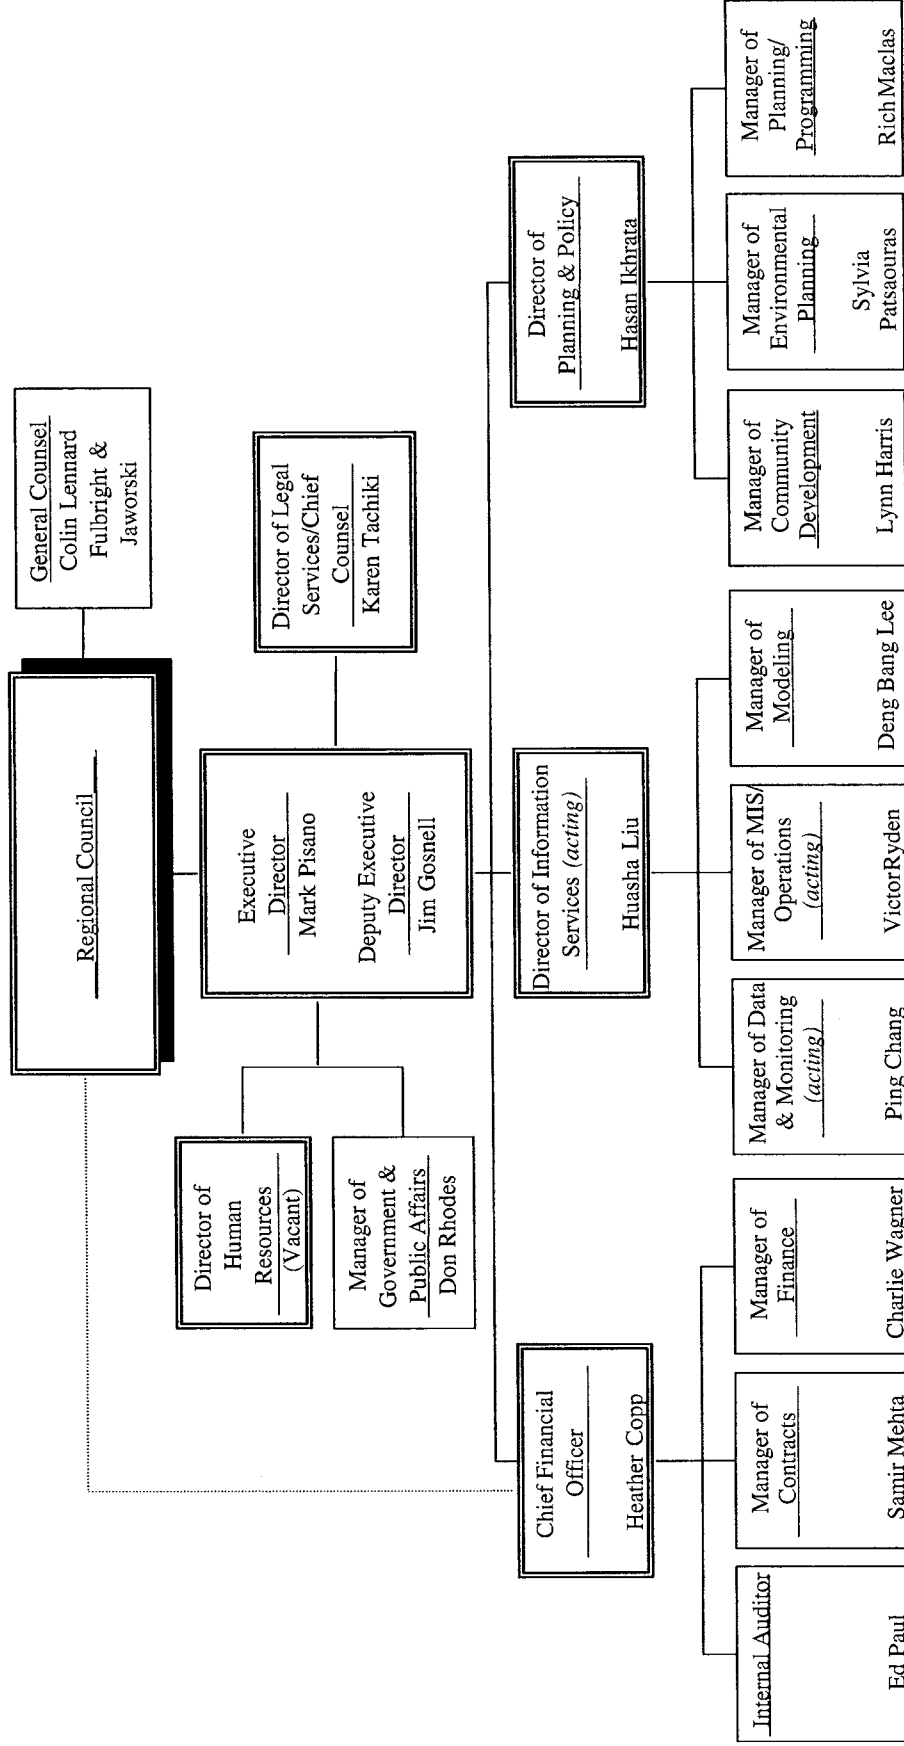 Regional Council
General Counsel
Colin Lennard
Fulbright &
Jaworski
Executive
Director
Mark Pisano
Deputy Executive
Director
Jim Gosnell
Director of Legal
Services/Chief
Counsel
Karen Tachiki
Director of
Human
Resources
(Vacant)
Manager of
Government &
Public Affairs
Don Rhodes
Chief Financial
Officer
Heather Copp
Director of Information
Services (acting)
Huasha Liu
Director of
Planning & Policy
Hasan Ikhrata
Internal Auditor
Ed Paul
Manager of
Contracts
Samir Mehta
Manager of
Finance
Charlie Wagner
Manager of Data
& Monitoring
(acting)
Ping Chang
Manager of MIS/
Operations
(acting)
VictorRyden
Manager of
Modeling
Deng Bang Lee
Manager of
Community
Development
Lynn Harris
Manager of
Environmental
Planning
Sylvia
Patsaouras
Manager of
Planning/
Programming
Rich Maclas